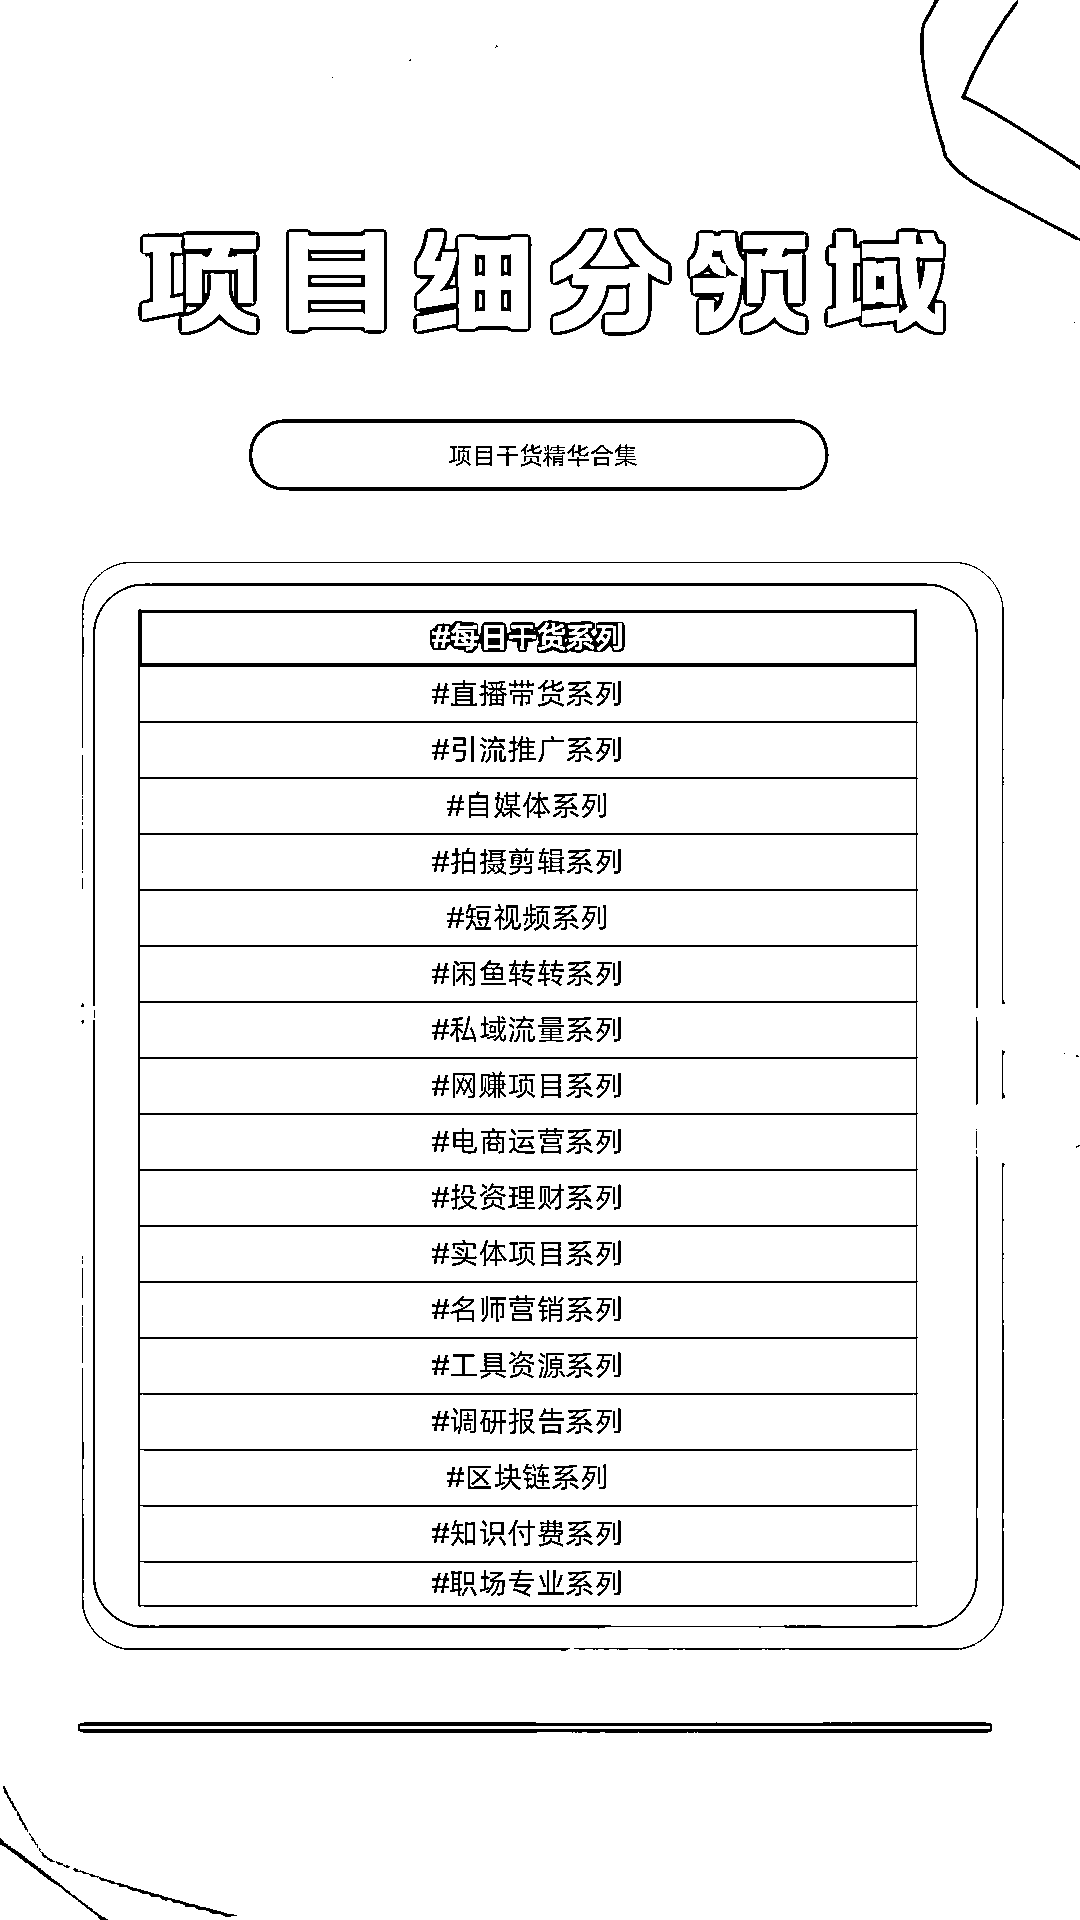 项目细分领域
项目干货精华合集
#每日干货系列
#直播带货系列
#引流推广系列
#自媒体系列
#拍摄剪辑系列
#短视频系列
#闲鱼转转系列
#私域流量系列
#网赚项目系列
#电商运营系列
#投资理财系列
#实体项目系列
#名师营销系列
#工具资源系列
#调研报告系列
#区块链系列
#知识付费系列
#职场专业系列